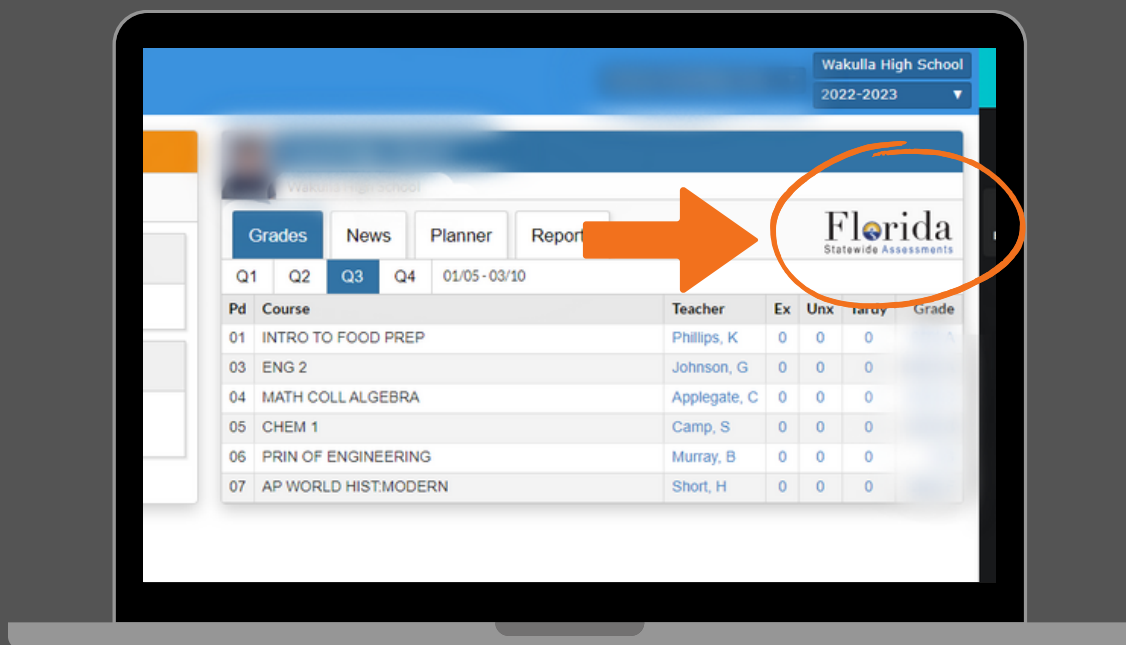 Wakulla High School
2022-2023 ▼
Wakulla High School
Grades News Planner
Florida
Statewide Assessments
Q1 Q2 Q3 Q4 01/05 - 03/10
Pd Course Teacher Ex Unx Tardy Grade
01 INTRO TO FOOD PREP Phillips, K 0 0 0
03 ENG 2 Johnson, G 0 0 0
04 MATH COLL ALGEBRA Applegate, C 0 0 0
05 CHEM 1 Camp, S 0 0 0
06 PRIN OF ENGINEERING Murray, B 0 0 0
07 AP WORLD HIST:MODERN Short, H 0 0 0